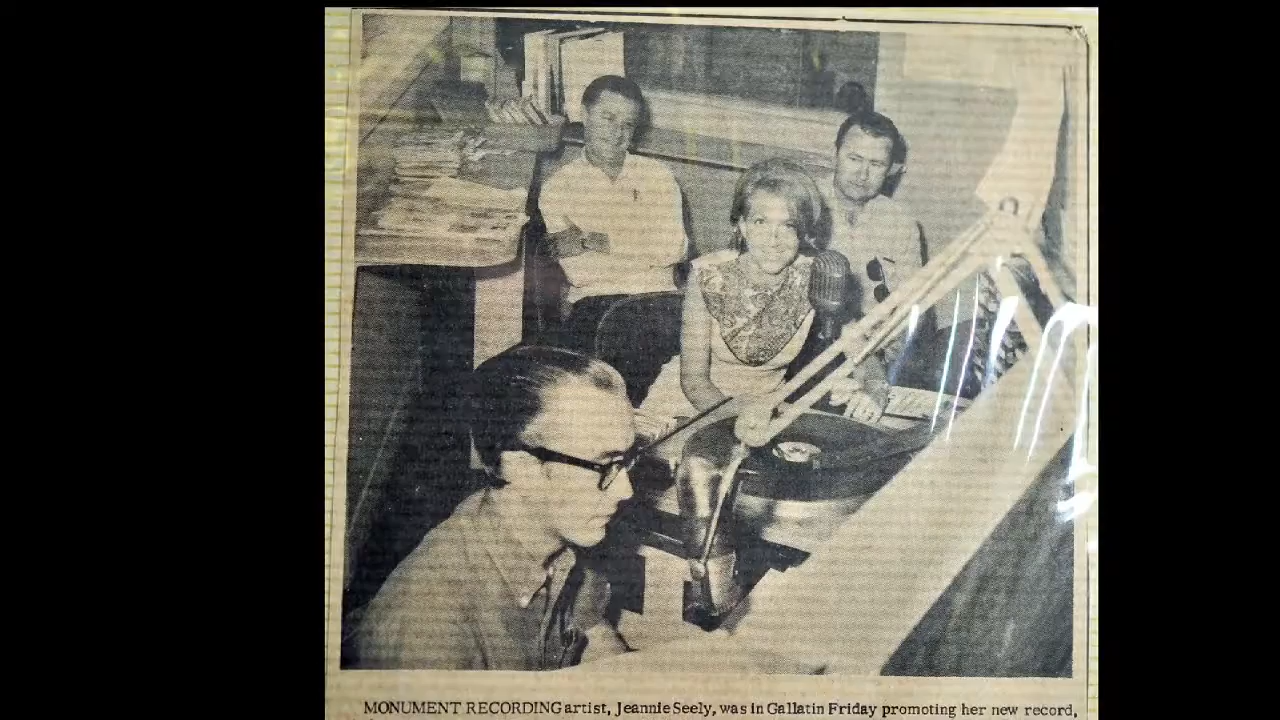 MONUMENT RECORDING artist, Jeannie Seely, was in Gallatin Friday promoting her new record,